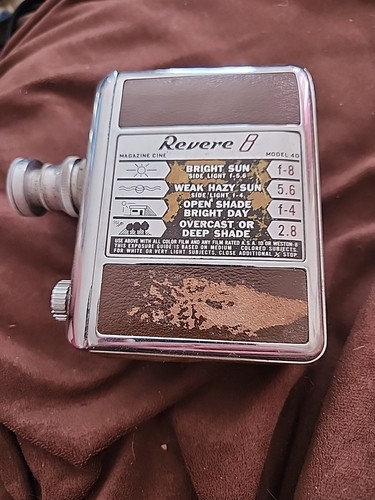 Revere 8
MAGAZINE CINE MODEL 40
BRIGHT SUN f-8
SIDE LIGHT f-5.6
WEAK HAZY SUN 5.6
SIDE LIGHT f-4
OPEN SHADE f-4
BRIGHT DAY
OVERCAST OR 2.8
DEEP SHADE
USE ABOVE WITH ALL COLOR FILM AND ANY FILM RATED A.S.A. 10 OR WESTON-8
THIS EXPOSURE GUIDE IS BASED ON MEDIUM - COLORED SUBJECTS.
FOR WHITE OR VERY LIGHT SUBJECTS, CLOSE ADDITIONAL ½ STOP